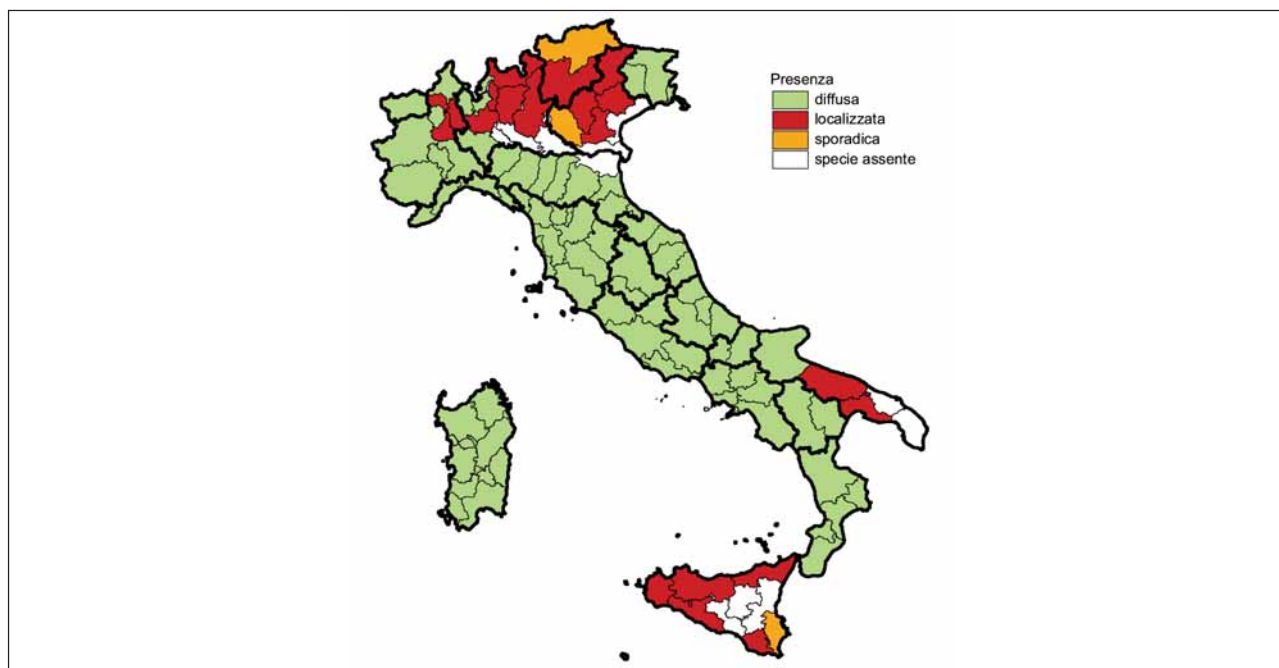 Presenza
diffusa
localizzata
sporadica
specie assente